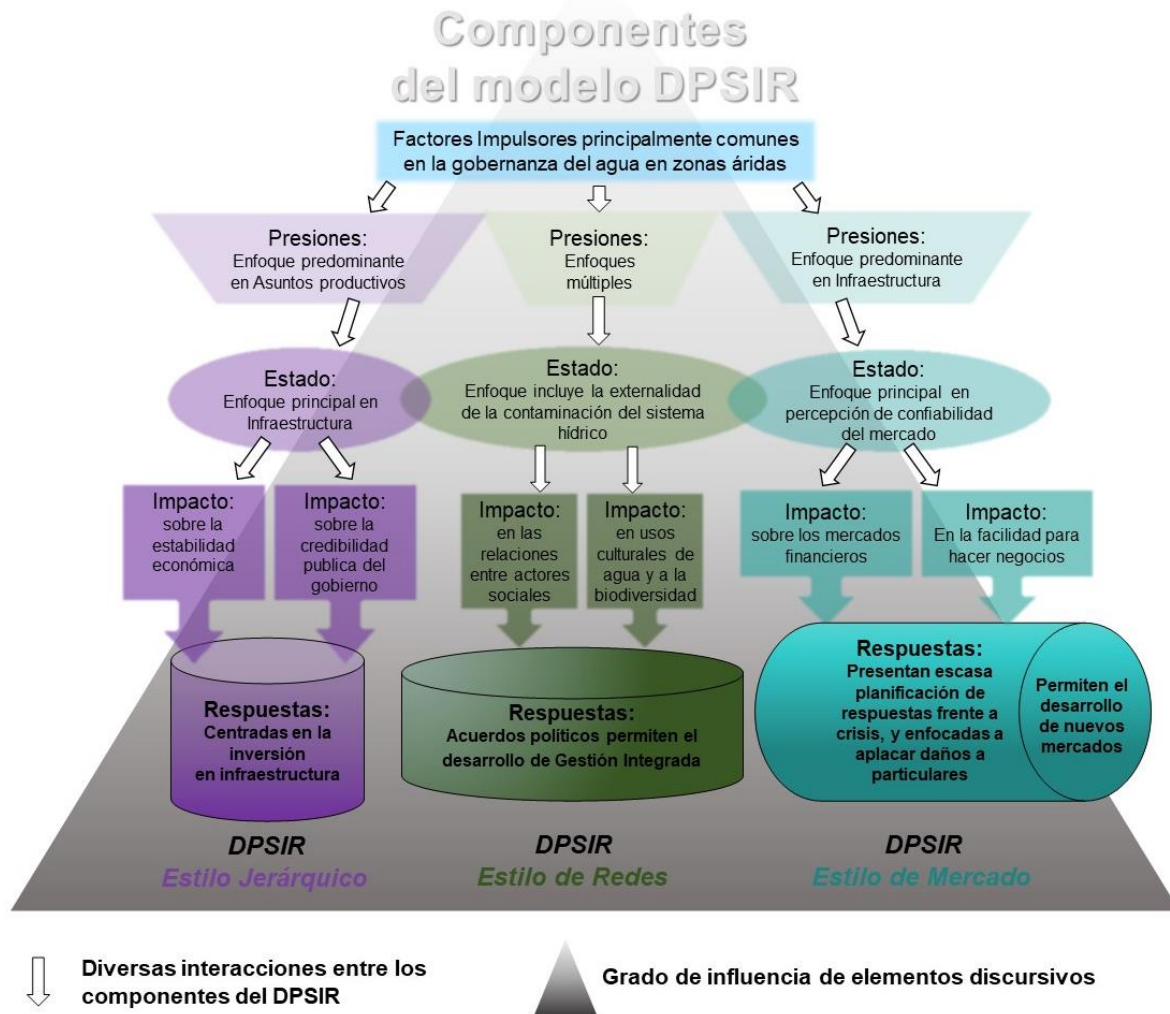 Componentes
del modelo DPSIR
Factores Impulsores principalmente comunes
en la gobernanza del agua en zonas áridas
Presiones:
Enfoque predominante
en Asuntos productivos
Presiones:
Enfoques
múltiples
Presiones:
Enfoque predominante
en Infraestructura
Estado:
Enfoque principal en
Infraestructura
Estado:
Enfoque incluye la externalidad
de la contaminación del sistema
hídrico
Estado:
Enfoque principal en
percepción de confiabilidad
del mercado
Impacto:
sobre la
estabilidad
económica
Impacto:
sobre la
credibilidad
publica del
gobierno
Impacto:
en las
relaciones
entre actores
sociales
Impacto:
en usos
culturales de
agua y a la
biodiversidad
Impacto:
sobre los mercados
financieros
Impacto:
En la facilidad para
hacer negocios
Respuestas:
Centradas en la
inversión
en infraestructura
Respuestas:
Acuerdos políticos permiten el
desarrollo de Gestión Integrada
Respuestas:
Presentan escasa
planificación de
respuestas frente a
crisis, y enfocadas a
aplacar daños a
particulares
Permiten el
desarrollo
de nuevos
mercados
DPSIR
Estilo Jerárquico
DPSIR
Estilo de Redes
DPSIR
Estilo de Mercado
Diversas interacciones entre los
componentes del DPSIR
Grado de influencia de elementos discursivos